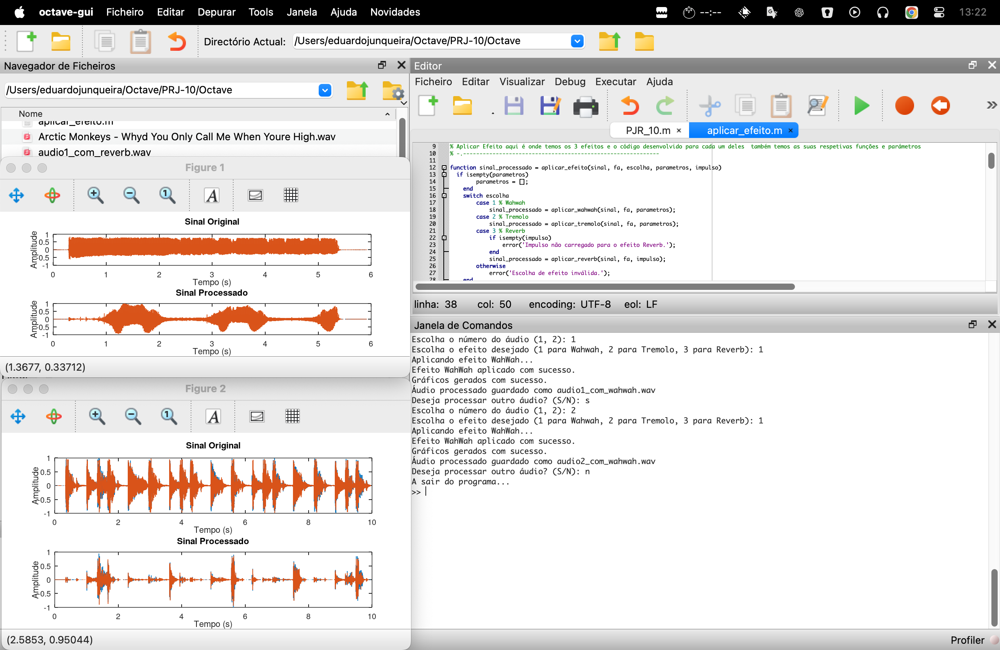 octave-gui Ficheiro Editar Depurar Tools Janela Ajuda Novidades --:-- 13:22
Directório Actual: /Users/eduardojunqueira/Octave/PRJ-10/Octave
Navegador de Ficheiros
/Users/eduardojunqueira/Octave/PRJ-10/Octave
Nome
aplicar_efeito.m
Arctic Monkeys - Whyd You Only Call Me When Youre High.wav
audio1_com_reverb.wav
Figure 1
Sinal Original
Amplitude
1
0.5
0
-0.5
-1
0 1 2 3 4 5 6
Tempo (s)
Sinal Processado
Amplitude
1
0.5
0
-0.5
-1
0 1 2 3 4 5 6
Tempo (s)
(1.3677, 0.33712)
Figure 2
Sinal Original
Amplitude
1
0.5
0
-0.5
-1
0 2 4 6 8 10
Tempo (s)
Sinal Processado
Amplitude
1
0.5
0
-0.5
-1
0 2 4 6 8 10
Tempo (s)
(2.5853, 0.95044)
Editor
Ficheiro Editar Visualizar Debug Executar Ajuda
PJR_10.m aplicar_efeito.m
9 % Aplicar Efeito aqui é onde temos os 3 efeitos e o código desenvolvido para cada um deles  também temos as suas respetivas funções e parámetros
10 % -.------------------------------------------------------------
11
12 function sinal_processado = aplicar_efeito(sinal, fa, escolha, parametros, impulso)
13 if isempty(parametros)
14 parametros = [];
15 end
16 switch escolha
17 case 1 % Wahwah
18 sinal_processado = aplicar_wahwah(sinal, fa, parametros);
19 case 2 % Tremolo
20 sinal_processado = aplicar_tremolo(sinal, fa, parametros);
21 case 3 % Reverb
22 if isempty(impulso)
23 error('Impulso não carregado para o efeito Reverb.');
24 end
25 sinal_processado = aplicar_reverb(sinal, fa, impulso);
26 otherwise
27 error('Escolha de efeito inválida.');
28 end
linha: 38 col: 50 encoding: UTF-8 eol: LF
Janela de Comandos
Escolha o número do áudio (1, 2): 1
Escolha o efeito desejado (1 para Wahwah, 2 para Tremolo, 3 para Reverb): 1
Aplicando efeito WahWah...
Efeito WahWah aplicado com sucesso.
Gráficos gerados com sucesso.
Áudio processado guardado como audio1_com_wahwah.wav
Deseja processar outro áudio? (S/N): s
Escolha o número do áudio (1, 2): 2
Escolha o efeito desejado (1 para Wahwah, 2 para Tremolo, 3 para Reverb): 1
Aplicando efeito WahWah...
Efeito WahWah aplicado com sucesso.
Gráficos gerados com sucesso.
Áudio processado guardado como audio2_com_wahwah.wav
Deseja processar outro áudio? (S/N): n
A sair do programa...
>>
Profiler